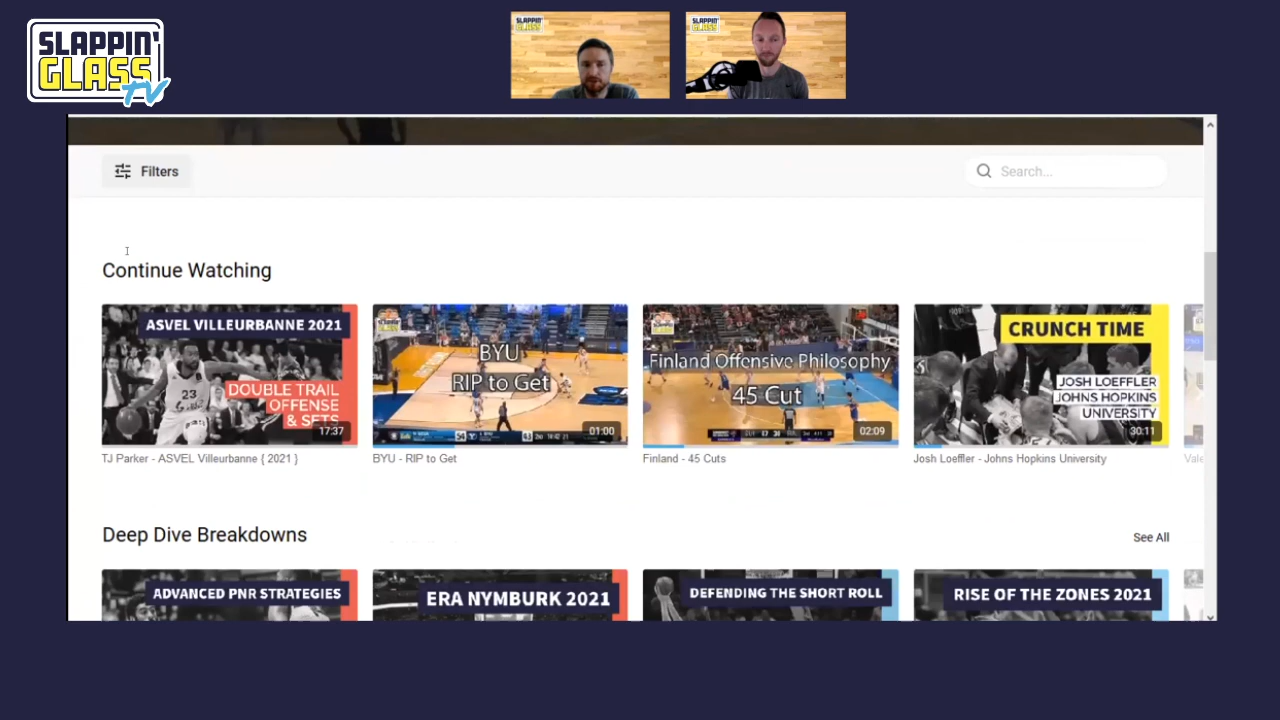 SLAPPIN'
GLASS
TV
SLAPPIN'
GLASS
SLAPPIN'
GLASS
Filters
Search...
Continue Watching
ASVEL VILLEURBANNE 2021
23
DOUBLE TRAIL
OFFENSE
& SETS
17:37
TJ Parker - ASVEL Villeurbanne { 2021 }
BYU
RIP to Get
01:00
BYU - RIP to Get
Finland Offensive Philosophy
45 Cut
02:09
Finland - 45 Cuts
CRUNCH TIME
JOSH LOEFFLER
JOHNS HOPKINS
UNIVERSITY
30:11
Josh Loeffler - Johns Hopkins University
Vale
Deep Dive Breakdowns
See All
ADVANCED PNR STRATEGIES
ERA NYMBURK 2021
DEFENDING THE SHORT ROLL
RISE OF THE ZONES 2021